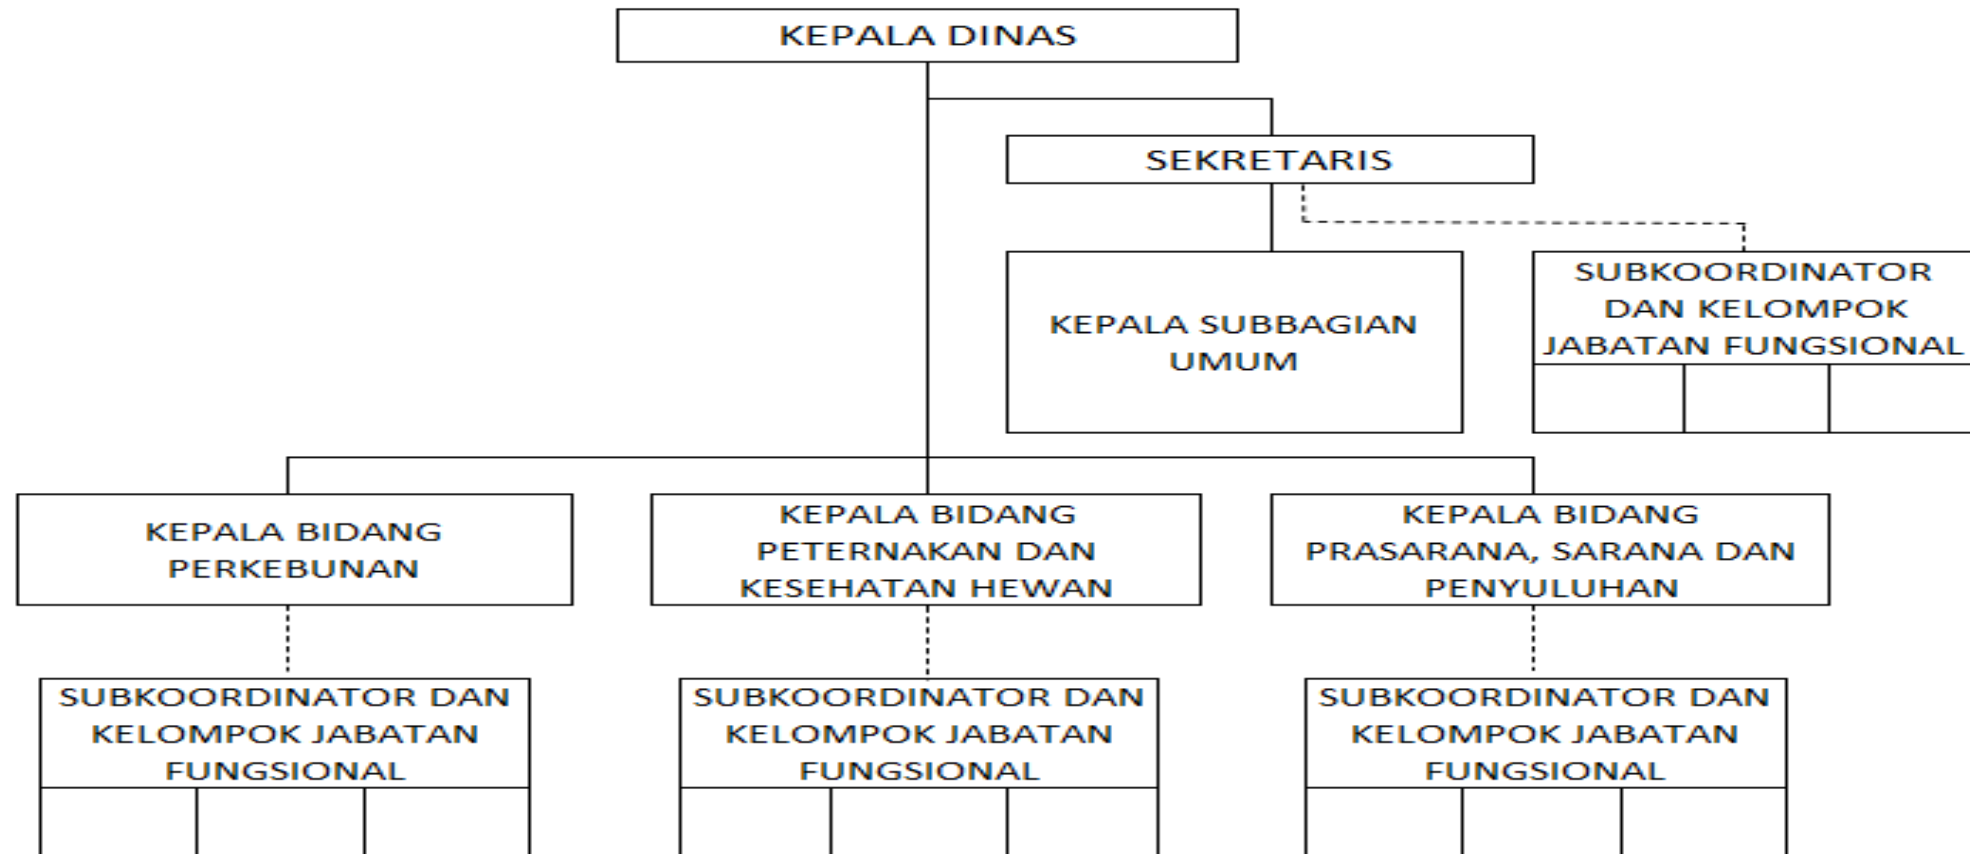 KEPALA DINAS
SEKRETARIS
KEPALA SUBBAGIAN
UMUM
SUBKOORDINATOR
DAN KELOMPOK
JABATAN FUNGSIONAL
KEPALA BIDANG
PERKEBUNAN
KEPALA BIDANG
PETERNAKAN DAN
KESEHATAN HEWAN
KEPALA BIDANG
PRASARANA, SARANA DAN
PENYULUHAN
SUBKOORDINATOR DAN
KELOMPOK JABATAN
FUNGSIONAL
SUBKOORDINATOR DAN
KELOMPOK JABATAN
FUNGSIONAL
SUBKOORDINATOR DAN
KELOMPOK JABATAN
FUNGSIONAL